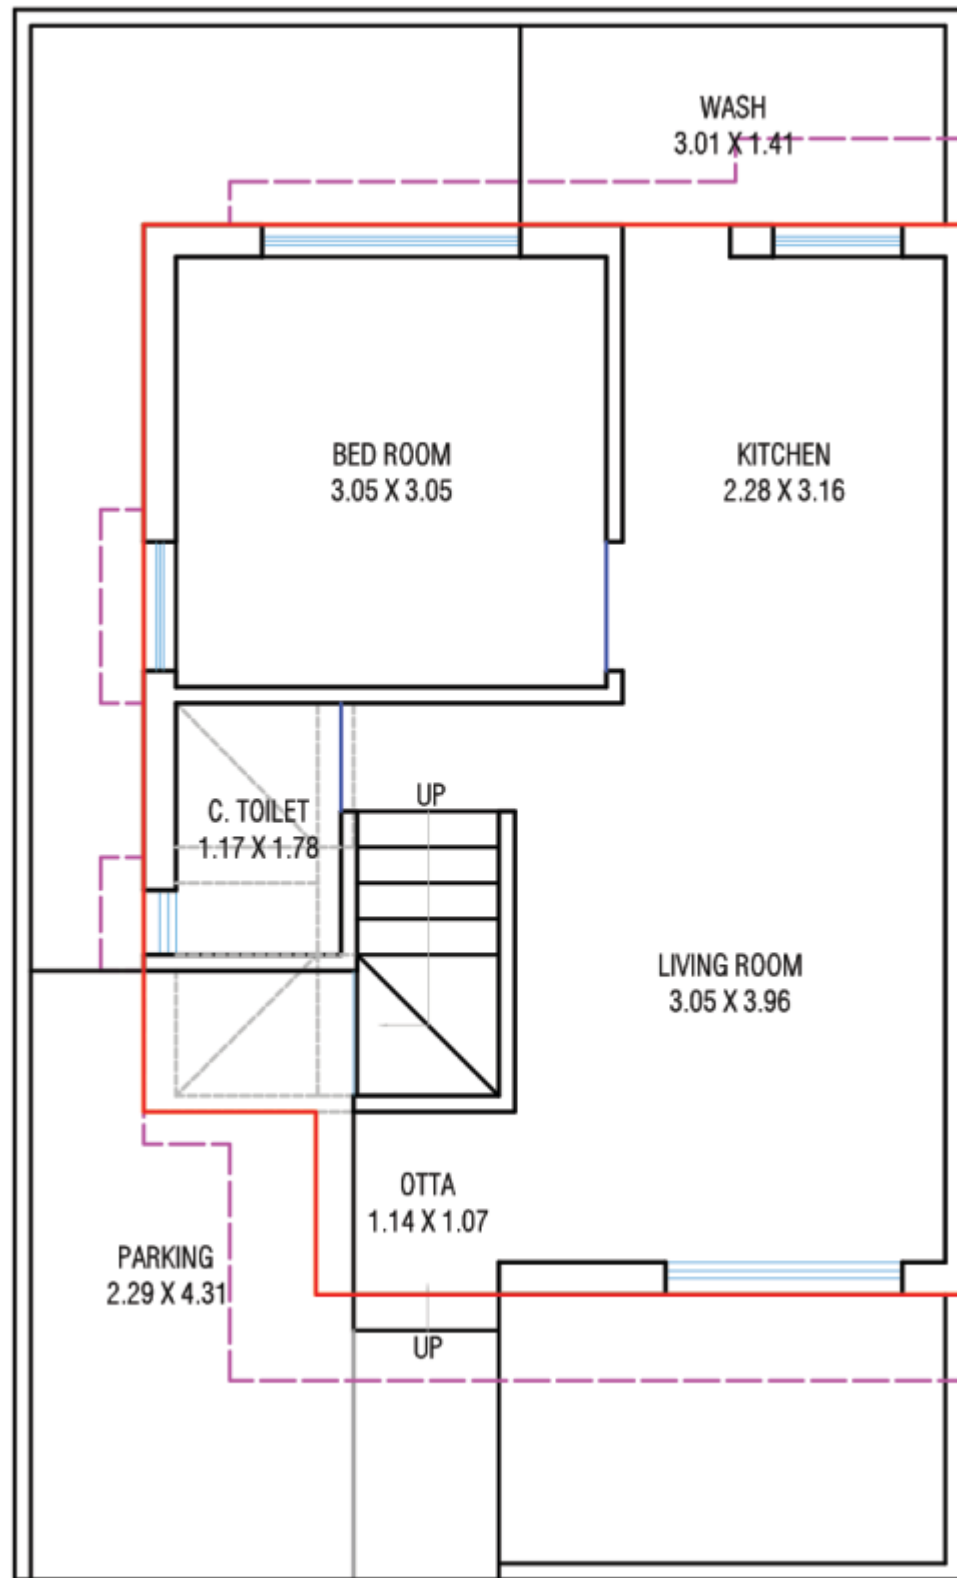 WASH
3.01 X 1.41
BED ROOM
3.05 X 3.05
KITCHEN
2.28 X 3.16
UP
C. TOILET
1.17 X 1.78
LIVING ROOM
3.05 X 3.96
OTTA
1.14 X 1.07
PARKING
2.29 X 4.31
UP